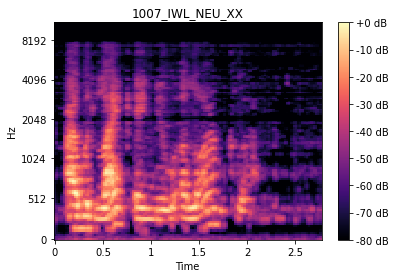 1007_IWL_NEU_XX
Hz
8192
4096
2048
1024
512
0
0
0.5
1
1.5
2
2.5
Time
+0 dB
-10 dB
-20 dB
-30 dB
-40 dB
-50 dB
-60 dB
-70 dB
-80 dB